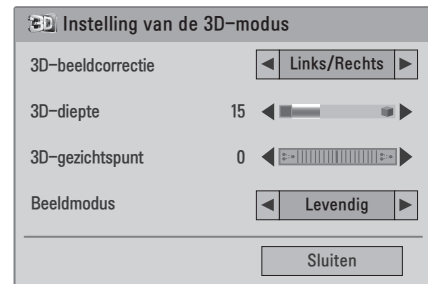 3D Instelling van de 3D-modus
3D-beeldcorrectie Links/Rechts
3D-diepte 15
3D-gezichtspunt 0
Beeldmodus Levendig
Sluiten